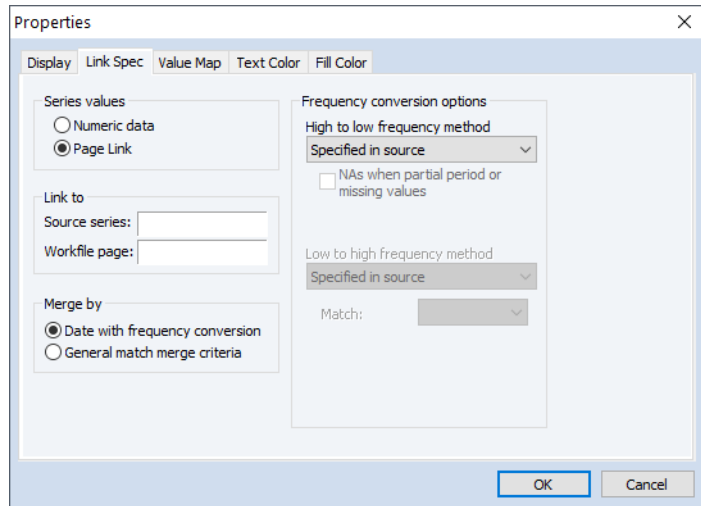 Properties
Display Link Spec Value Map Text Color Fill Color
Series values
Numeric data
Page Link
Link to
Source series:
Workfile page:
Merge by
Date with frequency conversion
General match merge criteria
Frequency conversion options
High to low frequency method
Specified in source
NAs when partial period or
missing values
Low to high frequency method
Specified in source
Match:
OK Cancel